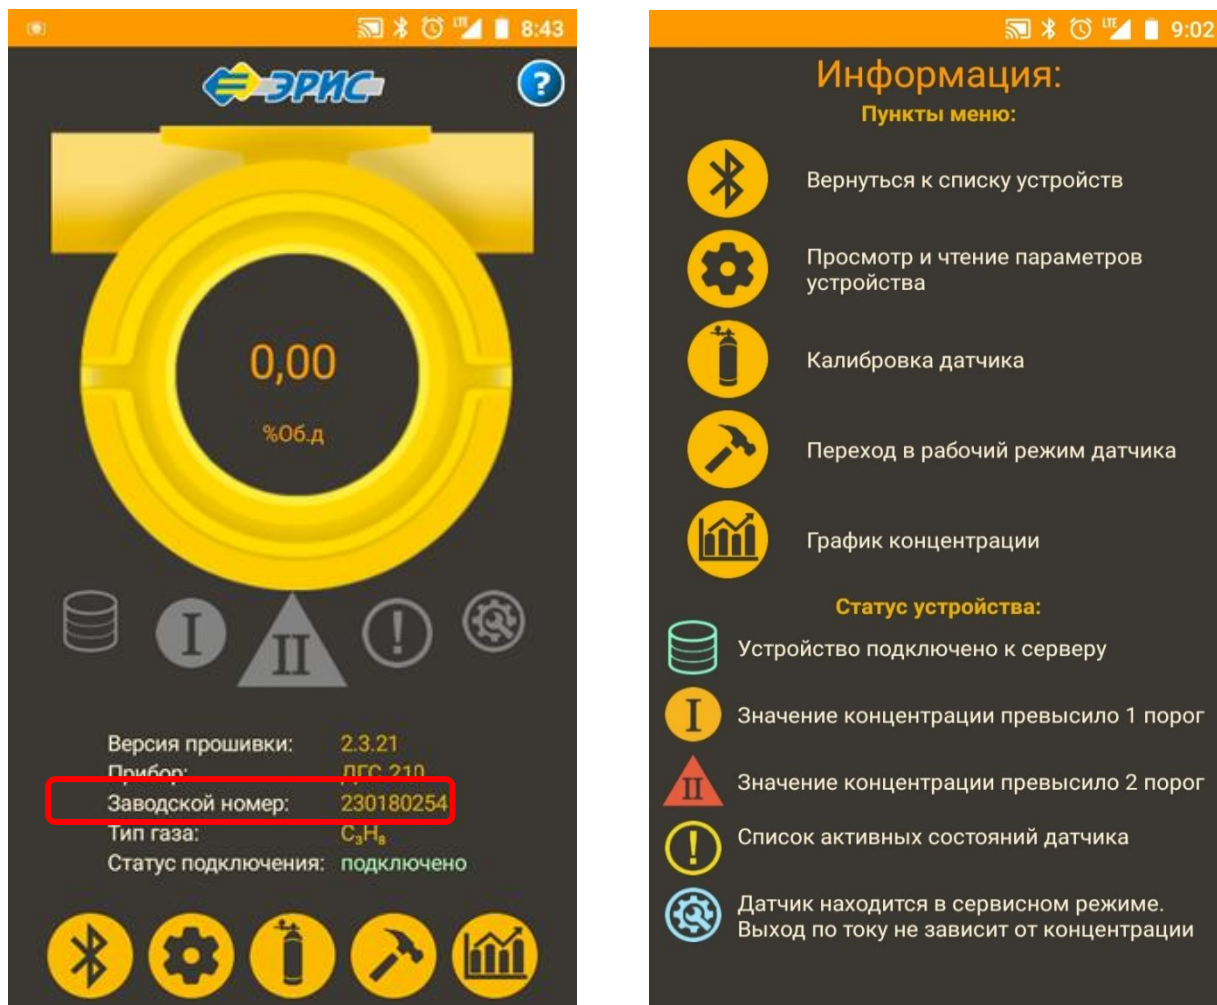 LTE 8:43
ЭРИС
?
0,00
%Об.д
I
II
!
Версия прошивки: 2.3.21
Прибор: ДГС 210
Заводской номер: 230180254
Тип газа: C₃H₈
Статус подключения: подключено
LTE 9:02
Информация:
Пункты меню:
Вернуться к списку устройств
Просмотр и чтение параметров
устройства
Калибровка датчика
Переход в рабочий режим датчика
График концентрации
Статус устройства:
Устройство подключено к серверу
I Значение концентрации превысило 1 порог
II Значение концентрации превысило 2 порог
! Список активных состояний датчика
Датчик находится в сервисном режиме.
Выход по току не зависит от концентрации